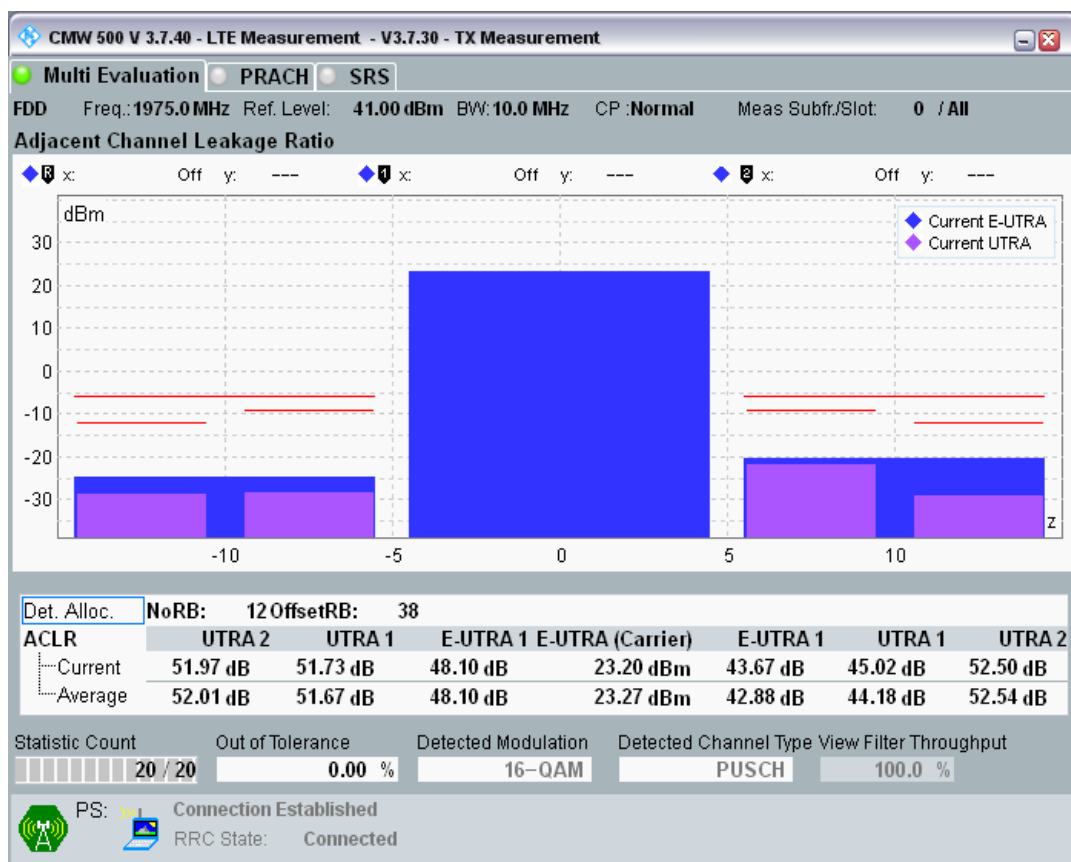 CMW 500 V 3.7.40 - LTE Measurement - V3.7.30 - TX Measurement
Multi Evaluation PRACH SRS
FDD Freq.: 1975.0 MHz Ref. Level: 41.00 dBm BW: 10.0 MHz CP :Normal Meas Subfr./Slot: 0 / All
Adjacent Channel Leakage Ratio
R x: Off y: --- 1 x: Off y: --- 2 x: Off y: ---
dBm
Current E-UTRA
Current UTRA
30
20
10
0
-10
-20
-30
z
-10 -5 0 5 10
Det. Alloc. NoRB: 12 OffsetRB: 38
ACLR UTRA 2 UTRA 1 E-UTRA 1 E-UTRA (Carrier) E-UTRA 1 UTRA 1 UTRA 2
Current 51.97 dB 51.73 dB 48.10 dB 23.20 dBm 43.67 dB 45.02 dB 52.50 dB
Average 52.01 dB 51.67 dB 48.10 dB 23.27 dBm 42.88 dB 44.18 dB 52.54 dB
Statistic Count Out of Tolerance Detected Modulation Detected Channel Type View Filter Throughput
20 / 20 0.00 % 16-QAM PUSCH 100.0 %
PS: Connection Established
RRC State: Connected